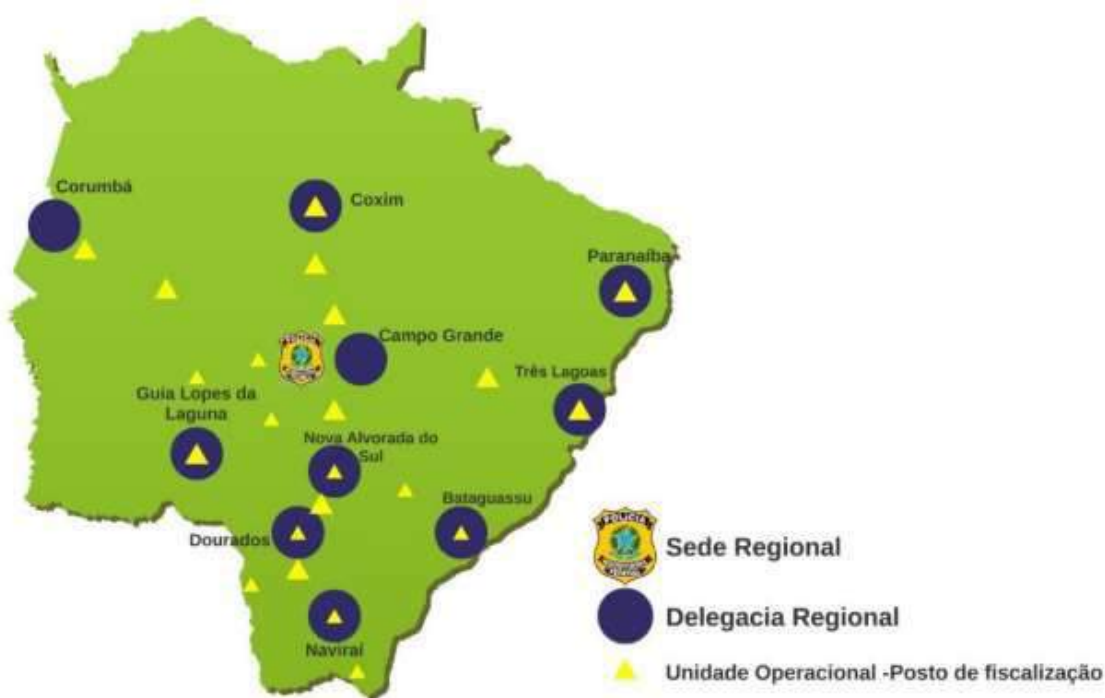 Corumbá
Coxim
Paranaíba
Campo Grande
Três Lagoas
Guia Lopes da
Laguna
Nova Alvorada do
Sul
Bataguassu
Dourados
Naviraí
POLÍCIA
Sede Regional
Delegacia Regional
Unidade Operacional -Posto de fiscalização